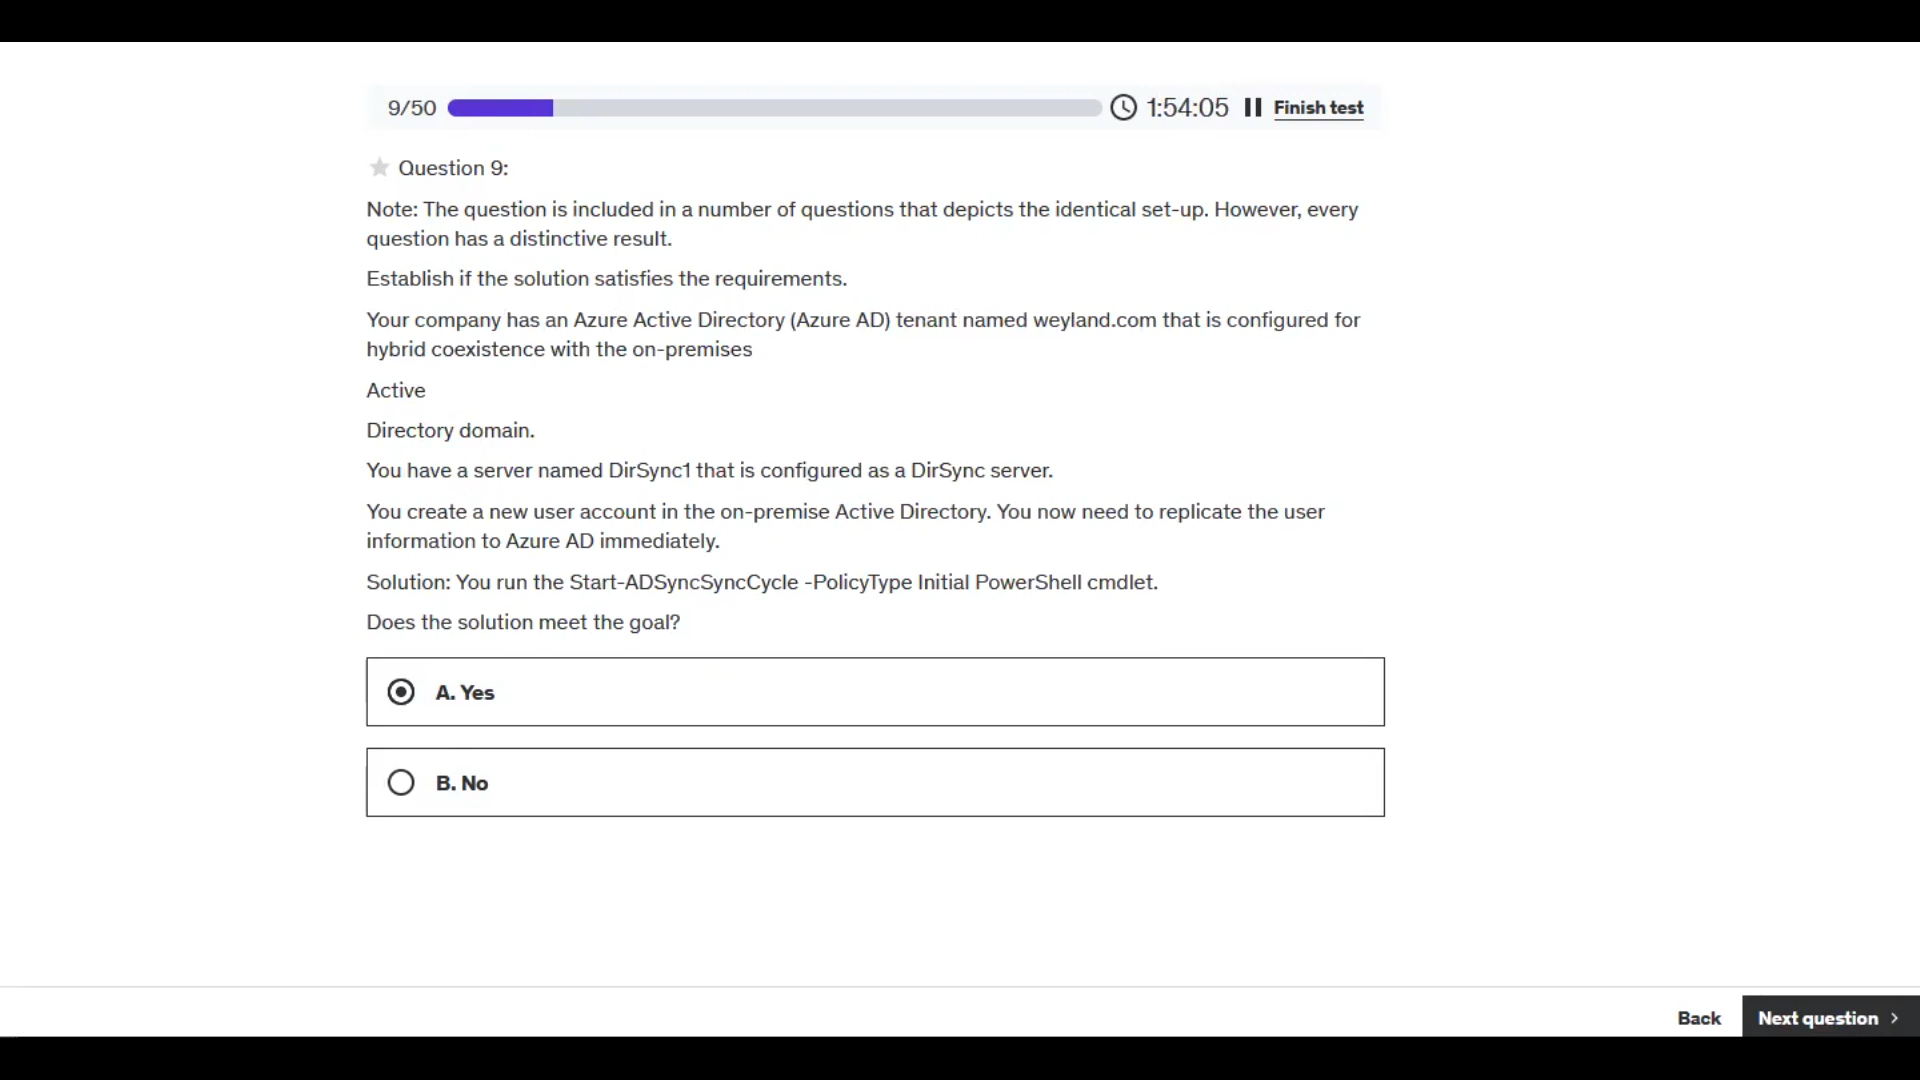 9/50 1:54:05 Finish test
Question 9:
Note: The question is included in a number of questions that depicts the identical set-up. However, every
question has a distinctive result.
Establish if the solution satisfies the requirements.
Your company has an Azure Active Directory (Azure AD) tenant named weyland.com that is configured for
hybrid coexistence with the on-premises
Active
Directory domain.
You have a server named DirSync1 that is configured as a DirSync server.
You create a new user account in the on-premise Active Directory. You now need to replicate the user
information to Azure AD immediately.
Solution: You run the Start-ADSyncSyncCycle -PolicyType Initial PowerShell cmdlet.
Does the solution meet the goal?
A. Yes
B. No
Back Next question